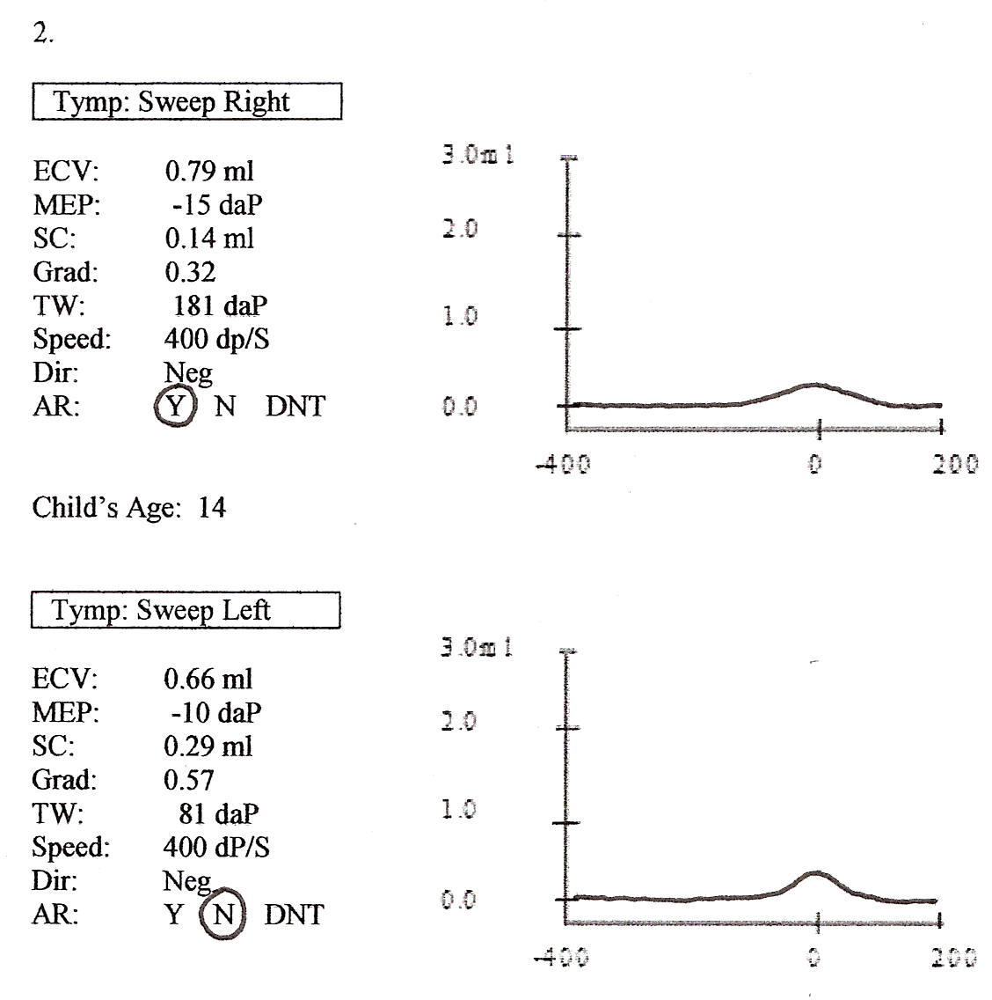 2.
Tymp: Sweep Right
ECV: 0.79 ml
MEP: -15 daP
SC: 0.14 ml
Grad: 0.32
TW: 181 daP
Speed: 400 dp/S
Dir: Neg
AR: Y N DNT
3.0ml
2.0
1.0
0.0
-400 0 200
Child's Age: 14
Tymp: Sweep Left
ECV: 0.66 ml
MEP: -10 daP
SC: 0.29 ml
Grad: 0.57
TW: 81 daP
Speed: 400 dP/S
Dir: Neg
AR: Y N DNT
3.0ml
2.0
1.0
0.0
-400 0 200